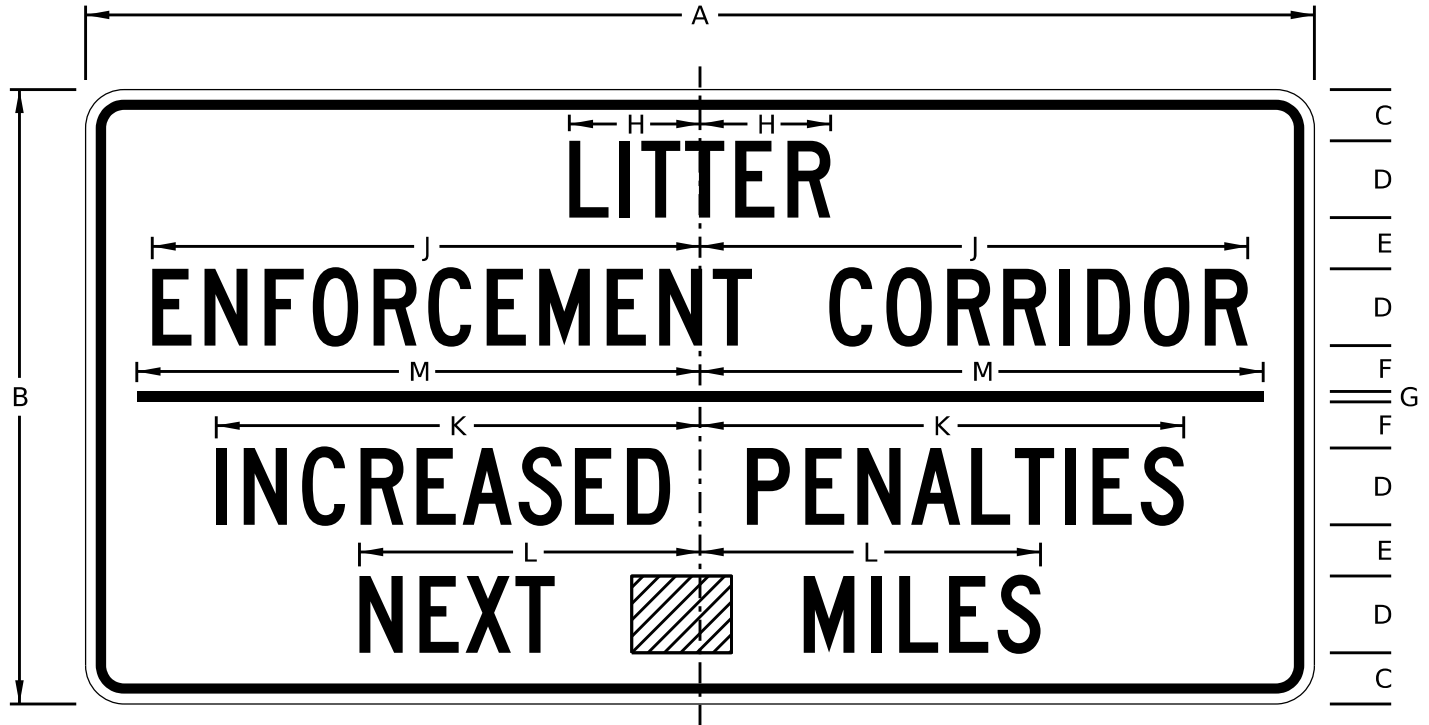 A
C
H H
LITTER
D
J J
E
ENFORCEMENT CORRIDOR
D
M M
F
B
G
K K
F
INCREASED PENALTIES
D
L L
E
NEXT MILES
D
C